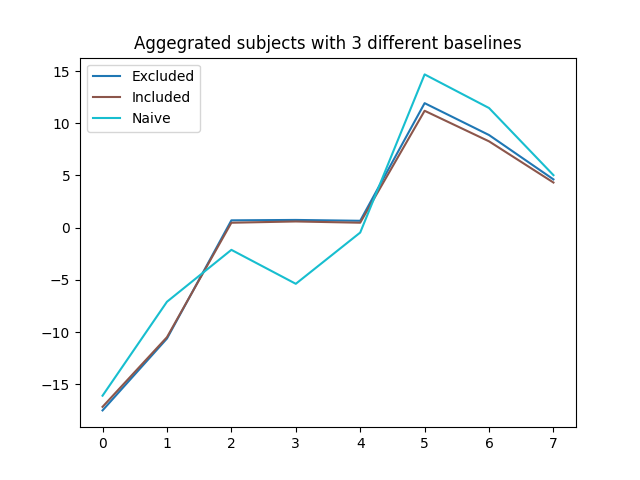 Aggegrated subjects with 3 different baselines
Excluded
Included
Naive
15
10
5
0
−5
−10
−15
0 1 2 3 4 5 6 7